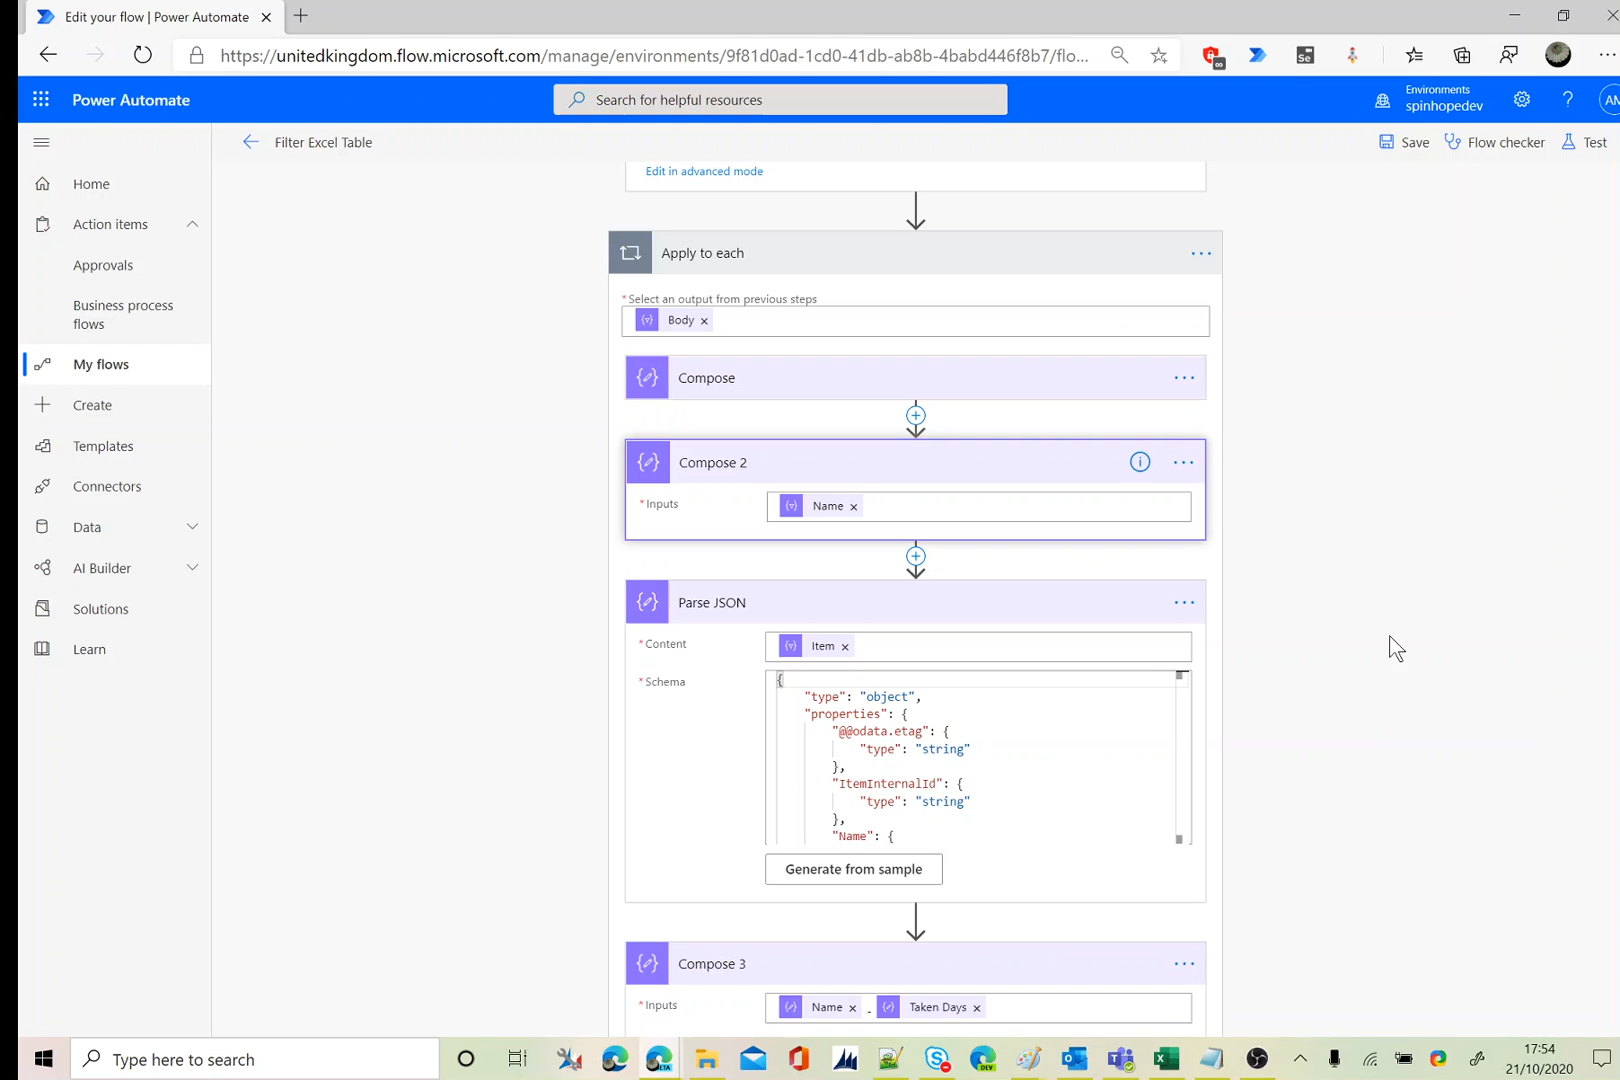 Edit your flow | Power Automate
https://unitedkingdom.flow.microsoft.com/manage/environments/9f81d0ad-1cd0-41db-ab8b-4babd446f8b7/flo...
Power Automate
Search for helpful resources
Environments
spinhopedev
?
AM
Filter Excel Table
Save
Flow checker
Test
Home
Action items
Approvals
Business process
flows
My flows
Create
Templates
Connectors
Data
AI Builder
Solutions
Learn
Edit in advanced mode
Apply to each
*Select an output from previous steps
Body
Compose
Compose 2
*Inputs
Name
Parse JSON
*Content
Item
*Schema
{
"type": "object",
"properties": {
"@@odata.etag": {
"type": "string"
},
"ItemInternalId": {
"type": "string"
},
"Name": {
Generate from sample
Compose 3
*Inputs
Name - Taken Days
Type here to search
17:54
21/10/2020